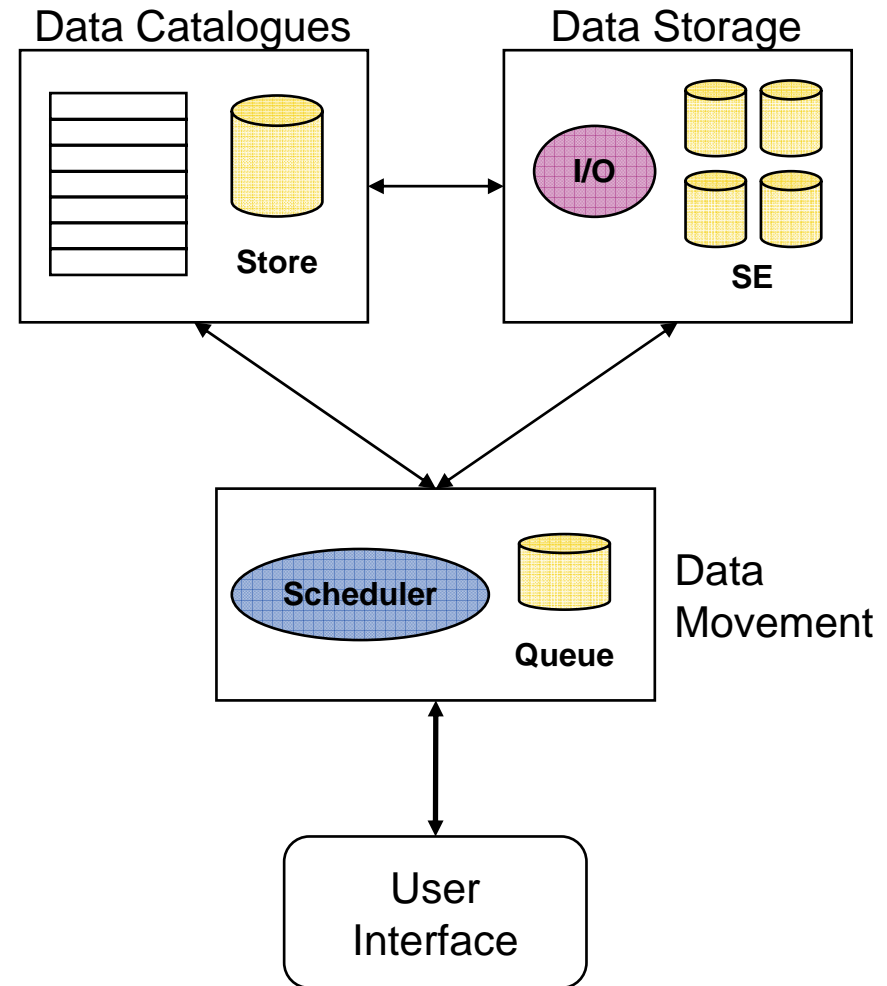 Data Catalogues
Data Storage
Store
I/O
SE
Scheduler
Queue
Data
Movement
User
Interface